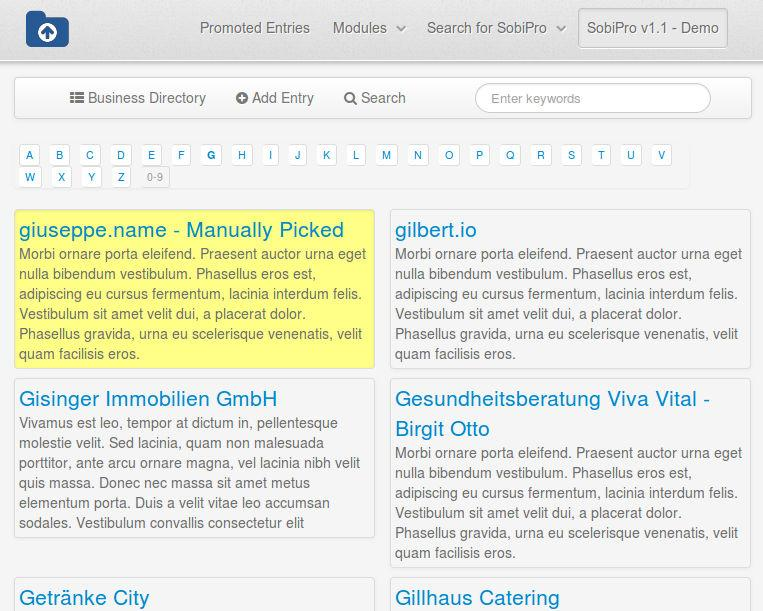 Promoted Entries Modules Search for SobiPro SobiPro v1.1 - Demo
Business Directory Add Entry Search Enter keywords
A B C D E F G H I J K L M N O P Q R S T U V
W X Y Z 0-9
giuseppe.name - Manually Picked
Morbi ornare porta eleifend. Praesent auctor urna eget
nulla bibendum vestibulum. Phasellus eros est,
adipiscing eu cursus fermentum, lacinia interdum felis.
Vestibulum sit amet velit dui, a placerat dolor.
Phasellus gravida, urna eu scelerisque venenatis, velit
quam facilisis eros.
gilbert.io
Morbi ornare porta eleifend. Praesent auctor urna eget
nulla bibendum vestibulum. Phasellus eros est,
adipiscing eu cursus fermentum, lacinia interdum felis.
Vestibulum sit amet velit dui, a placerat dolor.
Phasellus gravida, urna eu scelerisque venenatis, velit
quam facilisis eros.
Gisinger Immobilien GmbH
Vivamus est leo, tempor at dictum in, pellentesque
molestie velit. Sed lacinia, quam non malesuada
porttitor, ante arcu ornare magna, vel lacinia nibh velit
quis massa. Donec nec massa sit amet metus
elementum porta. Duis a velit vitae leo accumsan
sodales. Vestibulum convallis consectetur elit
Gesundheitsberatung Viva Vital -
Birgit Otto
Morbi ornare porta eleifend. Praesent auctor urna eget
nulla bibendum vestibulum. Phasellus eros est,
adipiscing eu cursus fermentum, lacinia interdum felis.
Vestibulum sit amet velit dui, a placerat dolor.
Phasellus gravida, urna eu scelerisque venenatis, velit
quam facilisis eros.
Getränke City
Gillhaus Catering